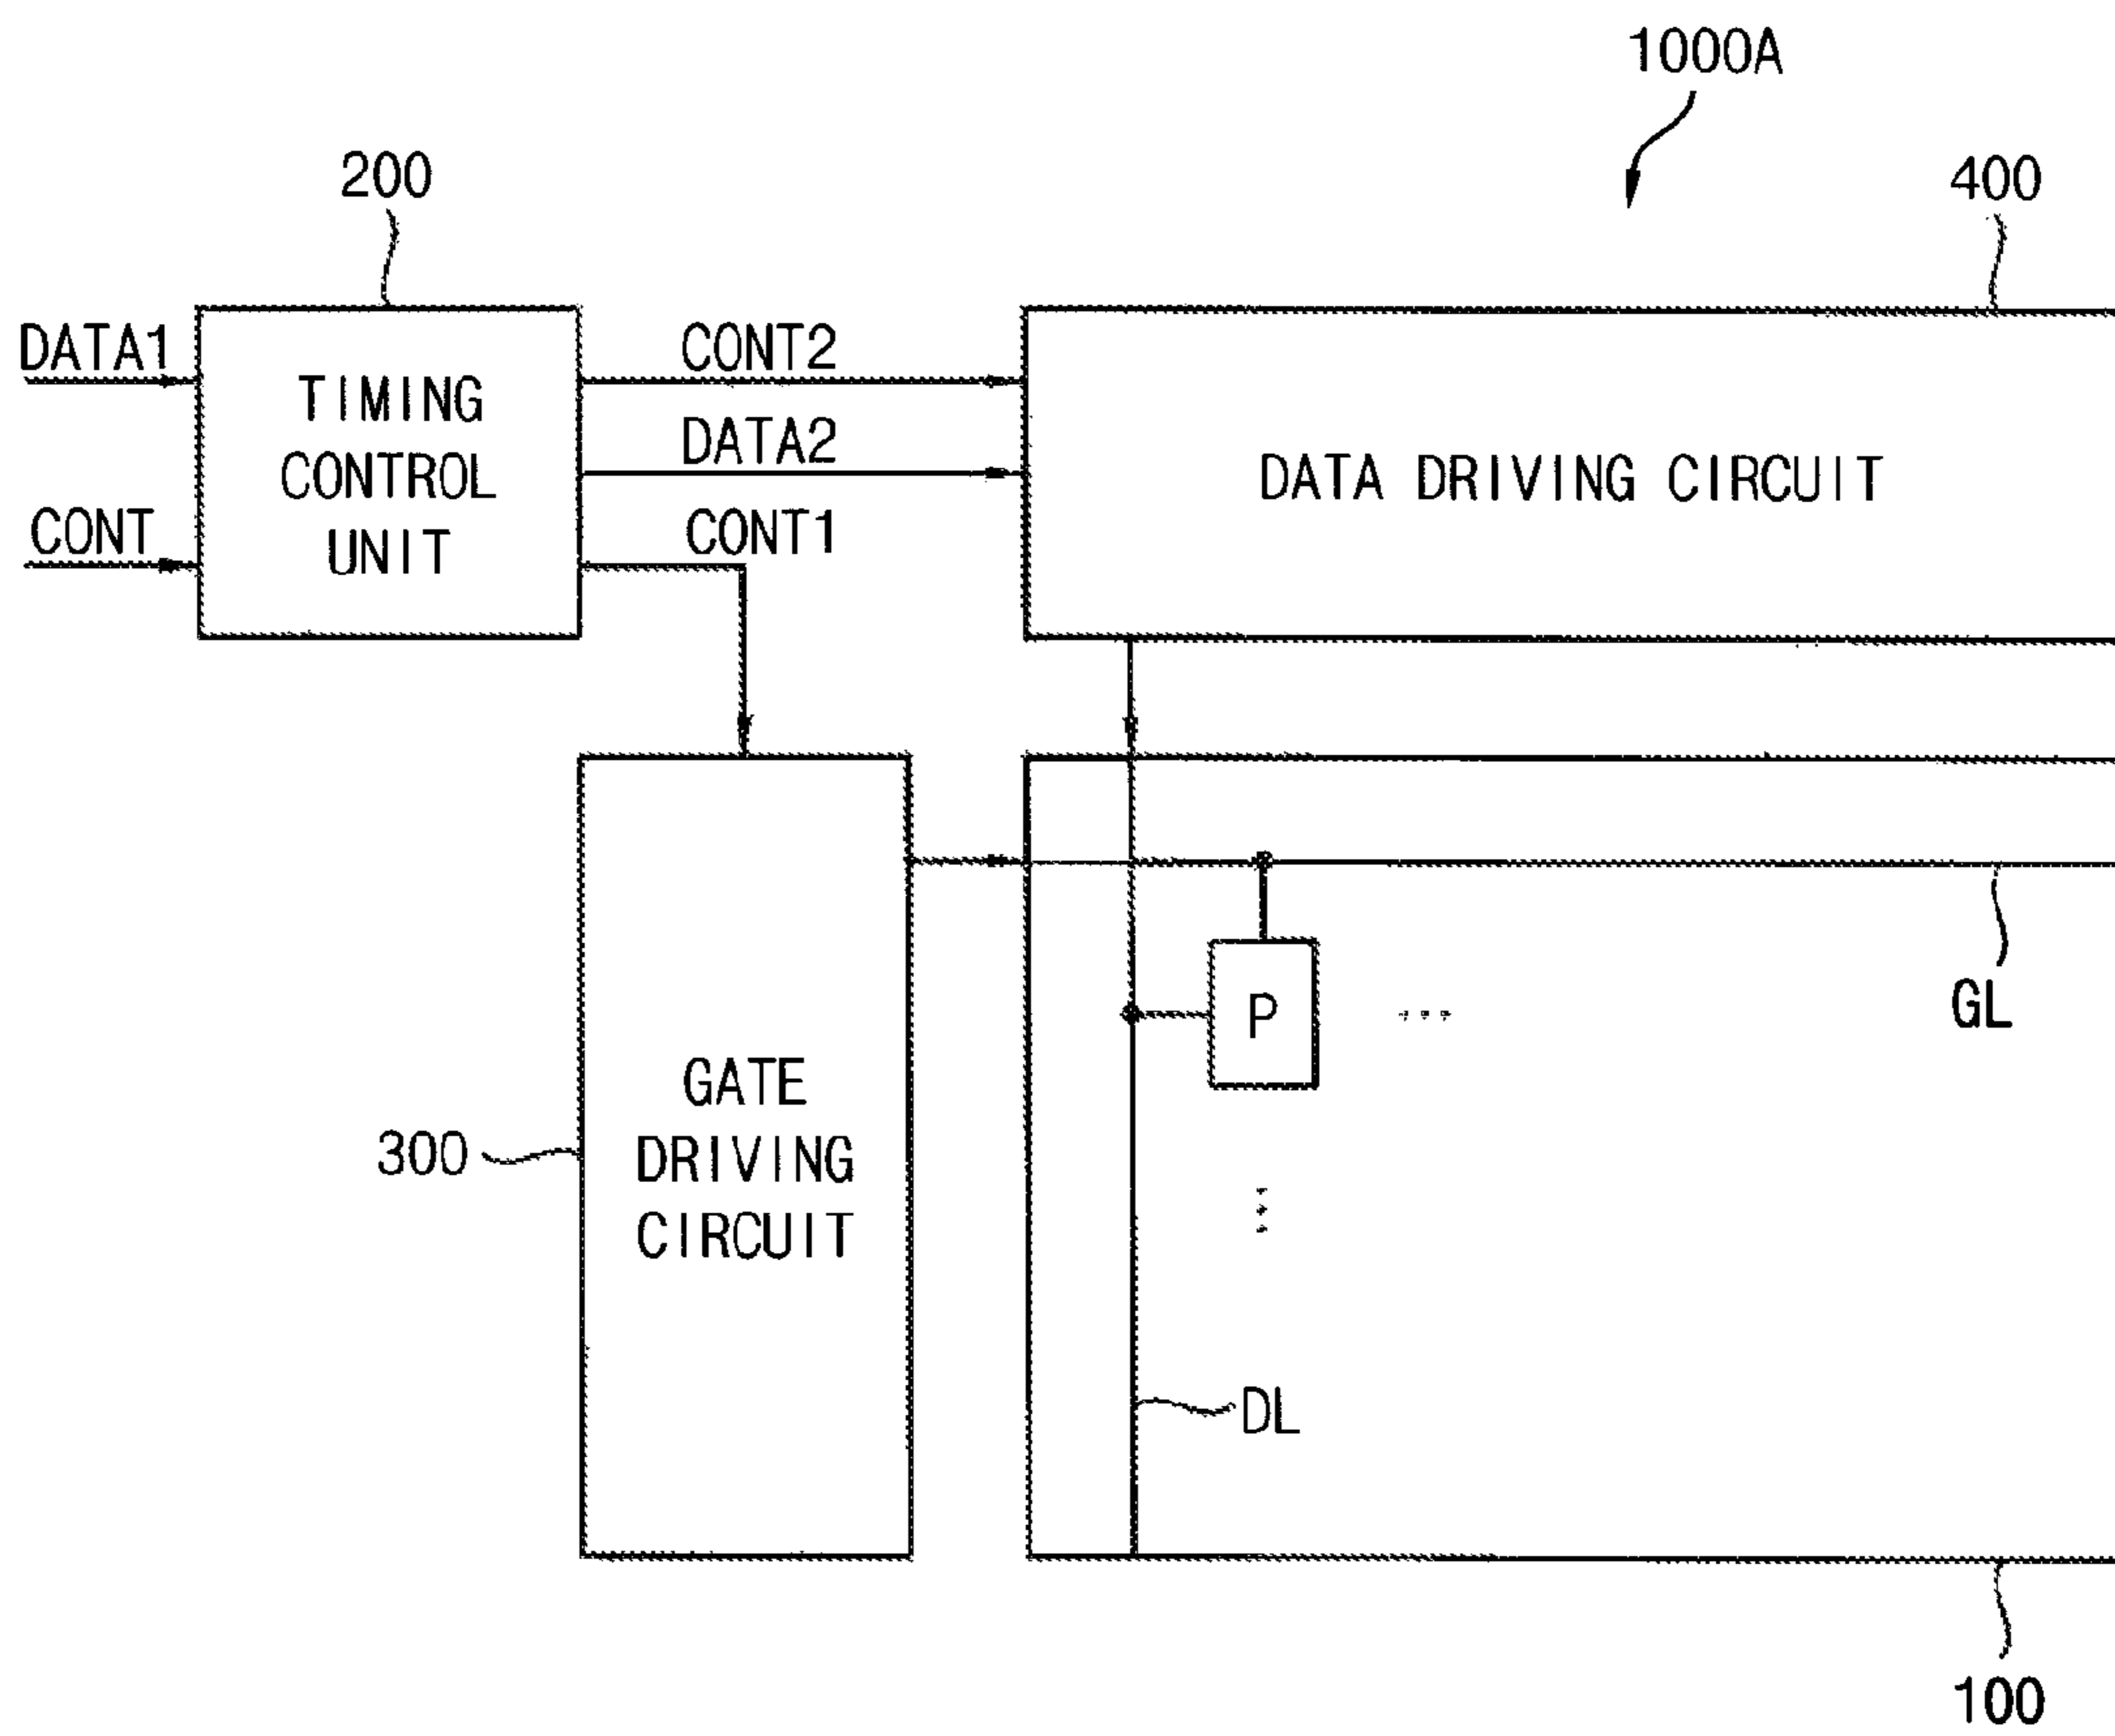 1000A
200
400
DATA1
CONT2
TIMING
CONTROL
UNIT
DATA2
DATA DRIVING CIRCUIT
CONT
CONT1
P
...
GL
GATE
DRIVING
CIRCUIT
300
DL
100